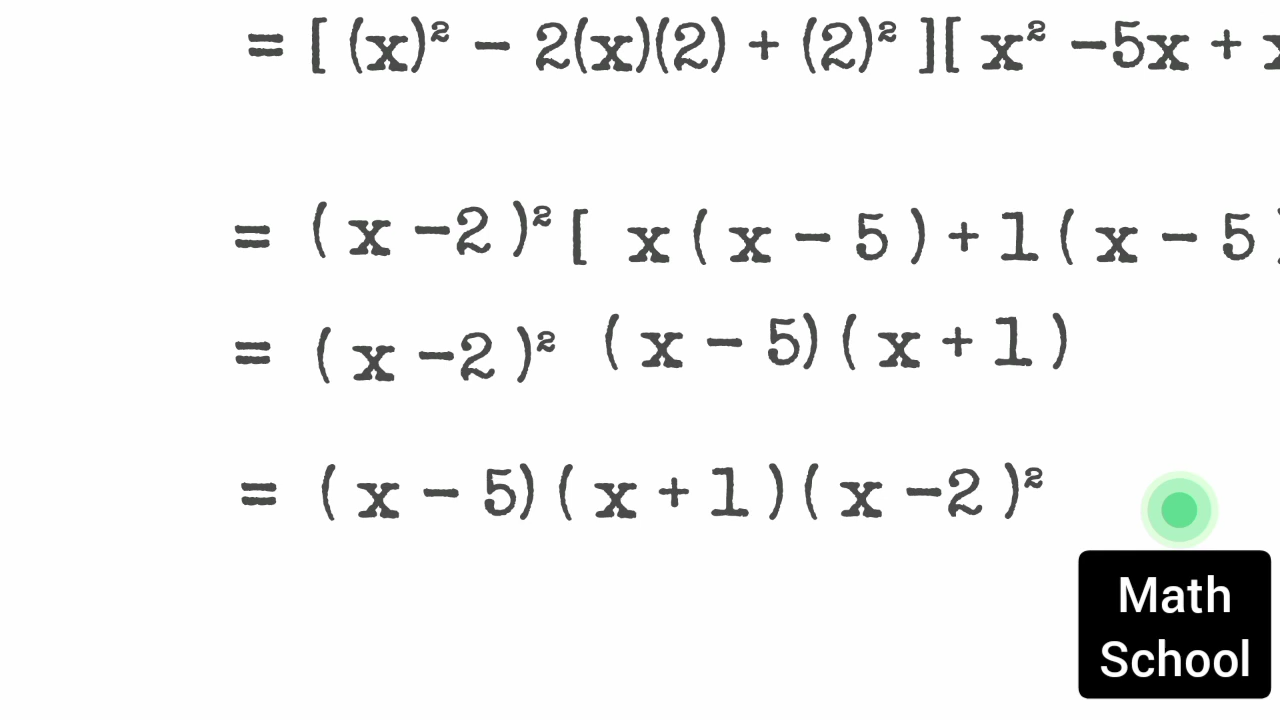 = [ (x)² - 2(x)(2) + (2)² ][ x² -5x +
= ( x -2 )² [ x ( x - 5 ) + 1 ( x - 5
= ( x -2 )² ( x - 5) ( x + 1 )
= ( x - 5) ( x + 1 ) ( x -2 )²
Math
School